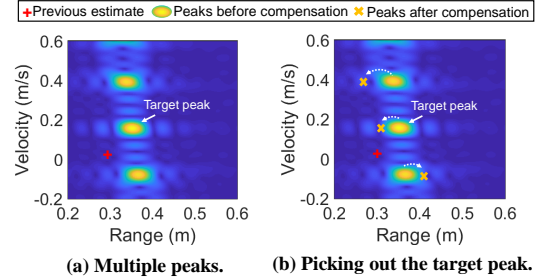 Previous estimate Peaks before compensation Peaks after compensation
Velocity (m/s)
0.6
0.4
0.2
0
-0.2
Target peak
0.2 0.3 0.4 0.5 0.6
Range (m)
(a) Multiple peaks.
Velocity (m/s)
0.6
0.4
0.2
0
-0.2
Target peak
0.2 0.3 0.4 0.5 0.6
Range (m)
(b) Picking out the target peak.